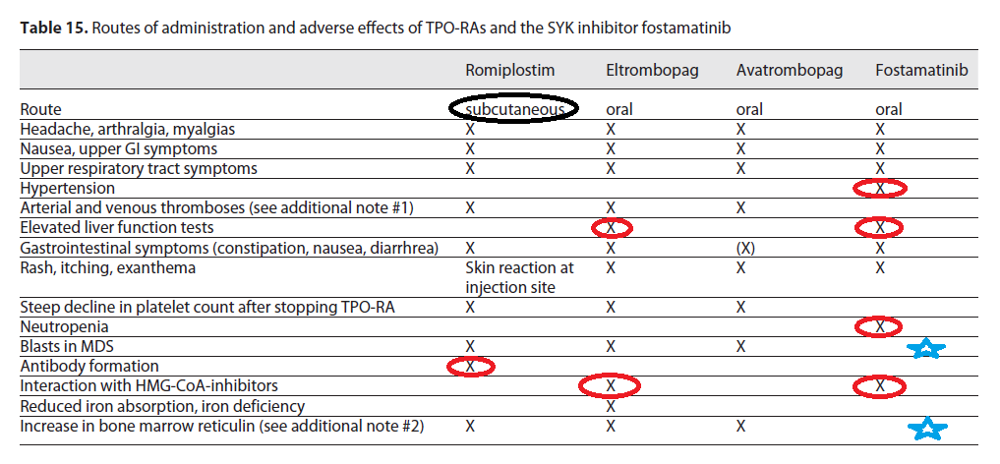 Table 15. Routes of administration and adverse effects of TPO-RAs and the SYK inhibitor fostamatinib
Romiplostim Eltrombopag Avatrombopag Fostamatinib
Route subcutaneous oral oral oral
Headache, arthralgia, myalgias X X X X
Nausea, upper GI symptoms X X X X
Upper respiratory tract symptoms X X X X
Hypertension X
Arterial and venous thromboses (see additional note #1) X X X
Elevated liver function tests X X
Gastrointestinal symptoms (constipation, nausea, diarrhrea) X X (X) X
Rash, itching, exanthema Skin reaction at X X X
injection site
Steep decline in platelet count after stopping TPO-RA X X X
Neutropenia X
Blasts in MDS X X X
Antibody formation X
Interaction with HMG-CoA-inhibitors X X
Reduced iron absorption, iron deficiency X
Increase in bone marrow reticulin (see additional note #2) X X X